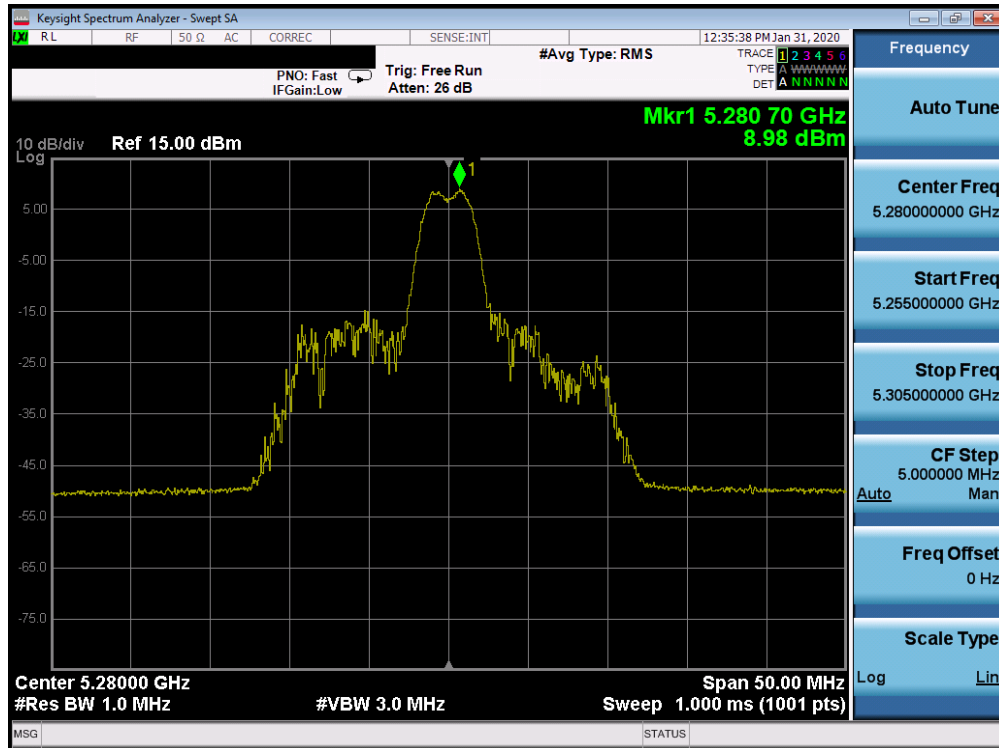 Keysight Spectrum Analyzer - Swept SA
LXI RL RF 50 Ω AC CORREC SENSE:INT 12:35:38 PM Jan 31, 2020
#Avg Type: RMS
TRACE 1 2 3 4 5 6
TYPE A WWWWW
DET A N N N N N
PNO: Fast
IFGain:Low
Trig: Free Run
Atten: 26 dB
Mkr1 5.280 70 GHz
8.98 dBm
10 dB/div Ref 15.00 dBm
Log
1
5.00
-5.00
-15.0
-25.0
-35.0
-45.0
-55.0
-65.0
-75.0
Center 5.28000 GHz Span 50.00 MHz
#Res BW 1.0 MHz #VBW 3.0 MHz Sweep 1.000 ms (1001 pts)
MSG STATUS
Frequency
Auto Tune
Center Freq
5.280000000 GHz
Start Freq
5.255000000 GHz
Stop Freq
5.305000000 GHz
CF Step
5.000000 MHz
Auto Man
Freq Offset
0 Hz
Scale Type
Log Lin